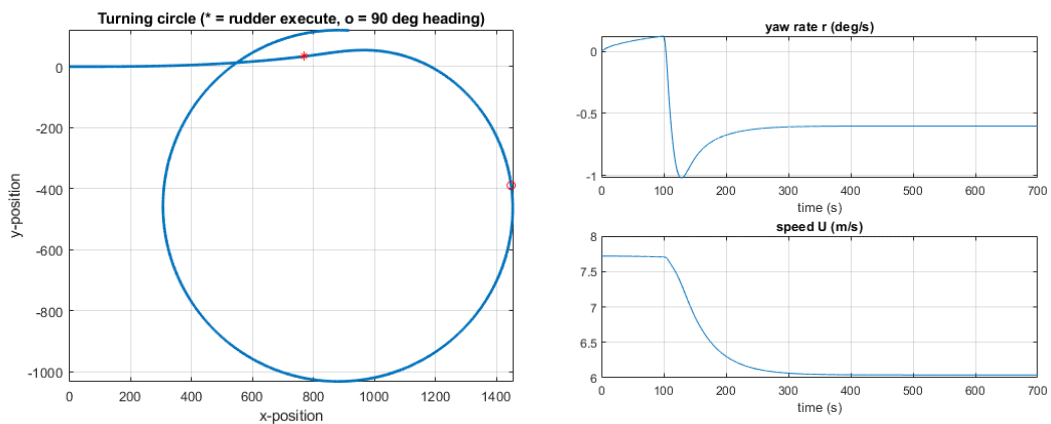 Turning circle (* = rudder execute, o = 90 deg heading)
0
-200
-400
-600
-800
-1000
y-position
0 200 400 600 800 1000 1200 1400
x-position
yaw rate r (deg/s)
0
-0.5
-1
0 100 200 300 400 500 600 700
time (s)
speed U (m/s)
8
7.5
7
6.5
6
0 100 200 300 400 500 600 700
time (s)